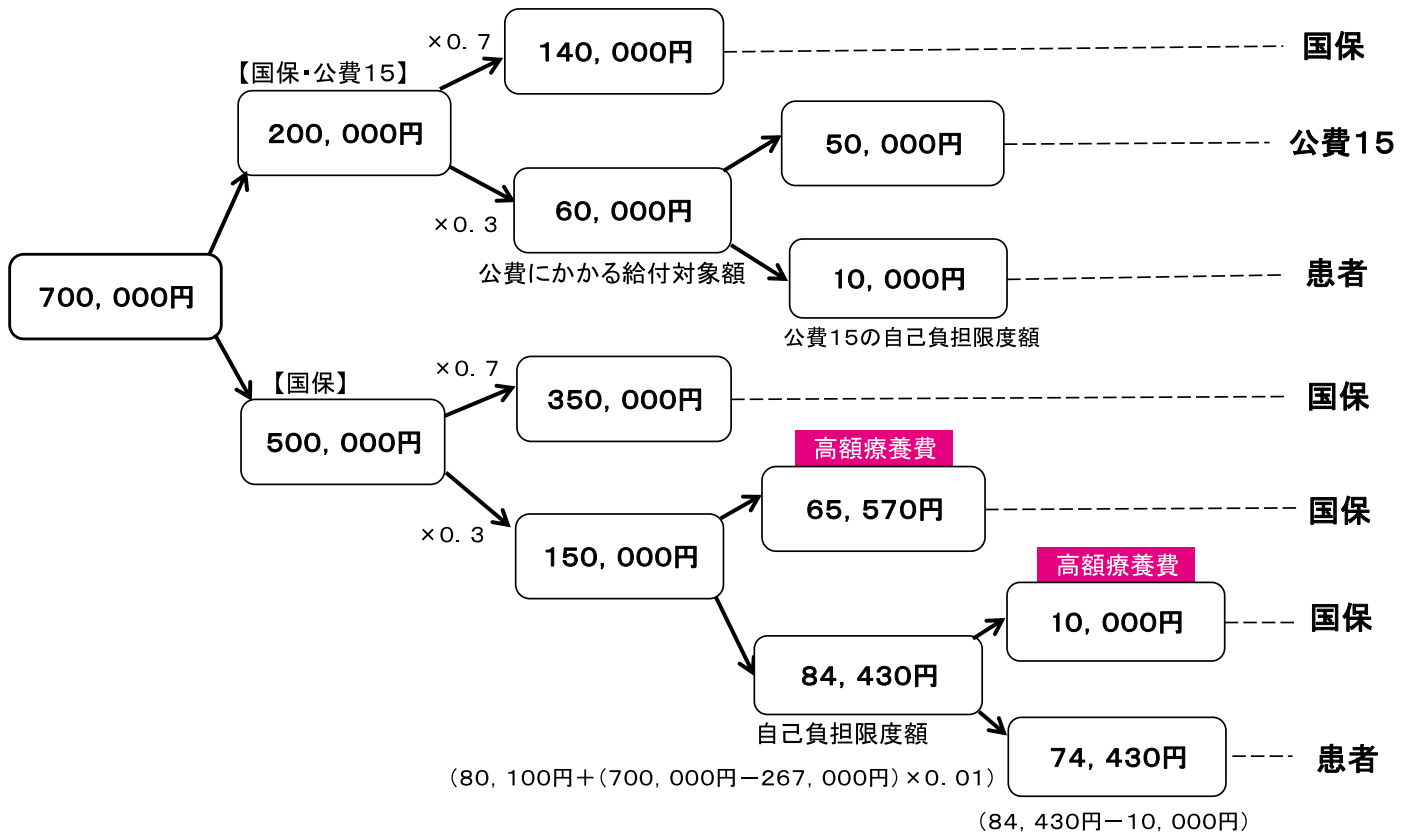 ×0.7
140,000円
国保
【国保・公費15】
200,000円
50,000円
公費15
×0.3
60,000円
公費にかかる給付対象額
10,000円
患者
公費15の自己負担限度額
700,000円
【国保】
500,000円
×0.7
350,000円
国保
高額療養費
65,570円
国保
×0.3
150,000円
高額療養費
10,000円
国保
84,430円
自己負担限度額
(80,100円+(700,000円-267,000円)×0.01)
74,430円
患者
(84,430円-10,000円)